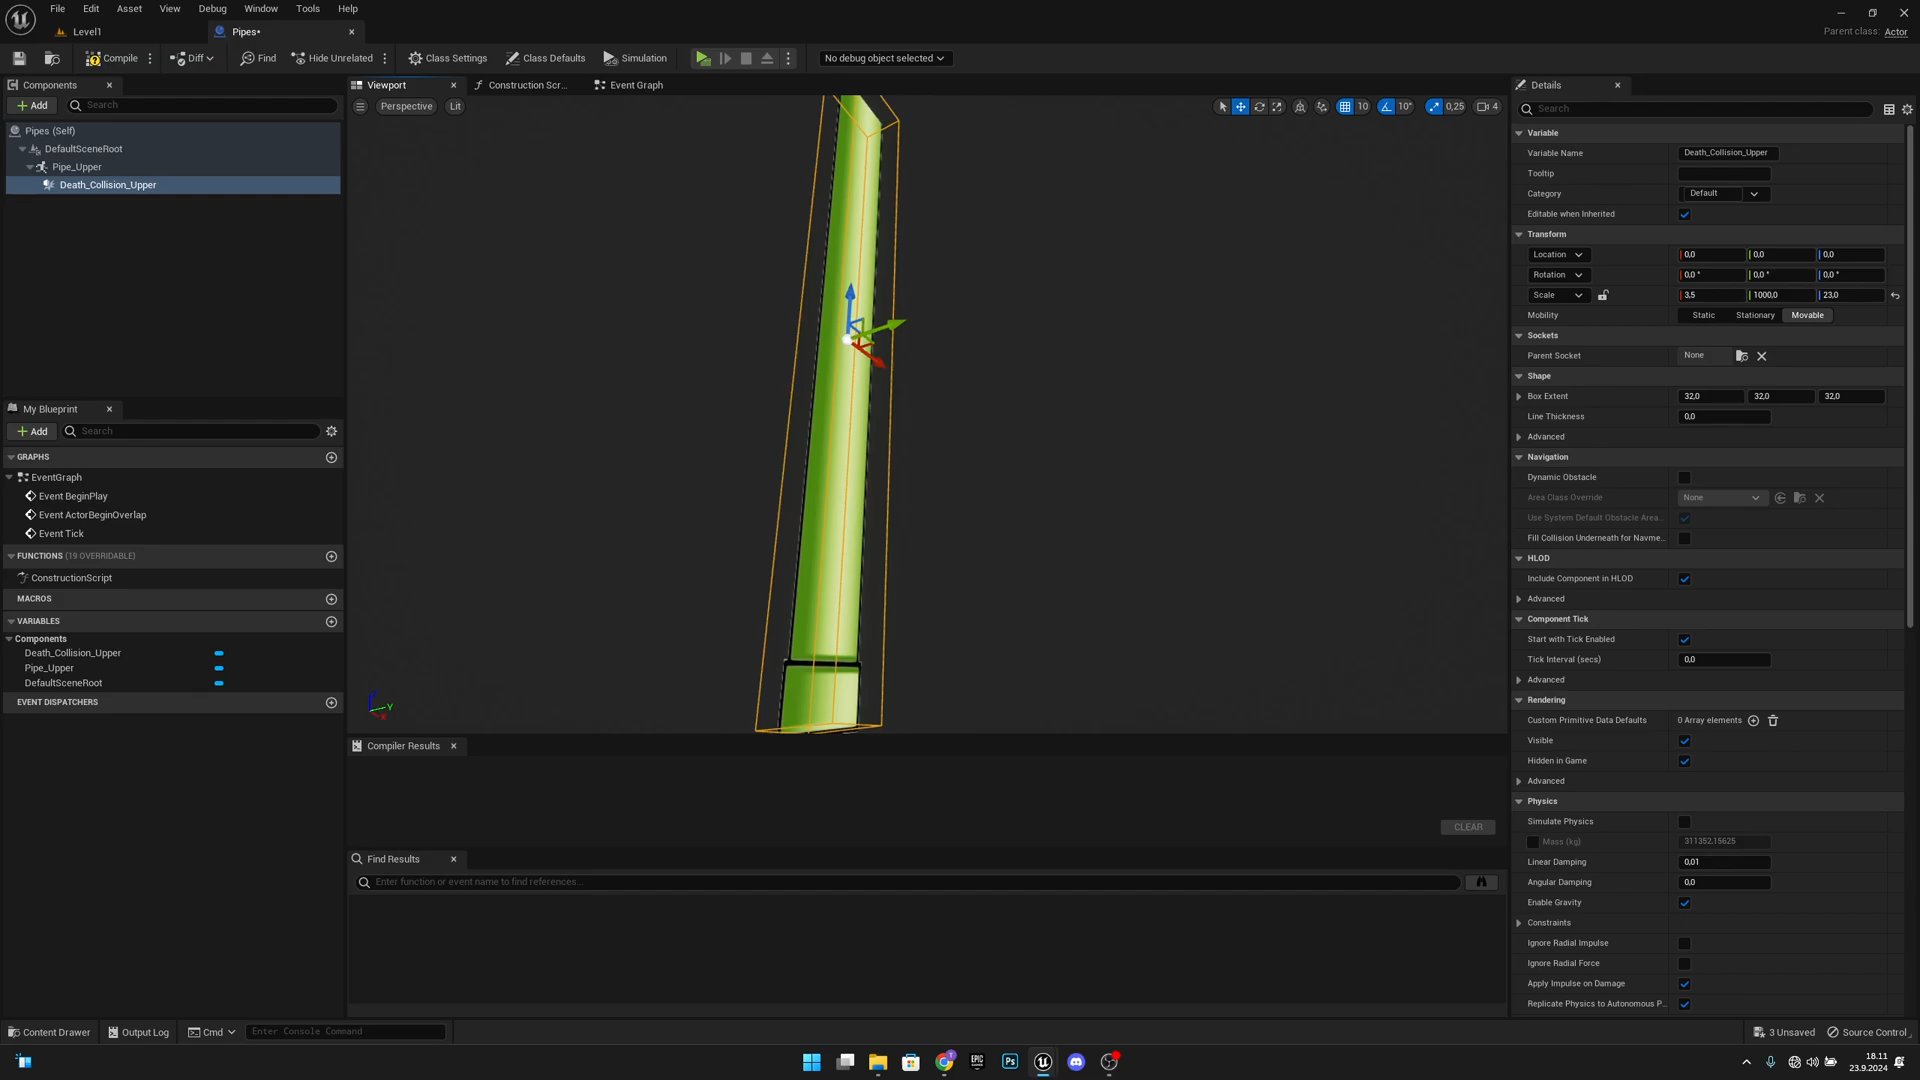 File Edit Asset View Debug Window Tools Help
Level1
Pipes•
Parent class: Actor
Compile
Diff
Find
Hide Unrelated
Class Settings
Class Defaults
Simulation
No debug object selected
Components
Add
Search
Pipes (Self)
DefaultSceneRoot
Pipe_Upper
Death_Collision_Upper
My Blueprint
Add
Search
GRAPHS
EventGraph
Event BeginPlay
Event ActorBeginOverlap
Event Tick
FUNCTIONS (19 OVERRIDABLE)
ConstructionScript
MACROS
VARIABLES
Components
Death_Collision_Upper
Pipe_Upper
DefaultSceneRoot
EVENT DISPATCHERS
Viewport
Construction Scr...
Event Graph
Perspective
Lit
10
10°
0,25
4
Y
X
Compiler Results
CLEAR
Find Results
Enter function or event name to find references...
Details
Search
Variable
Variable Name Death_Collision_Upper
Tooltip
Category Default
Editable when Inherited
Transform
Location 0,0 0,0 0,0
Rotation 0,0 ° 0,0 ° 0,0 °
Scale 3,5 1000,0 23,0
Mobility Static Stationary Movable
Sockets
Parent Socket None
Shape
Box Extent 32,0 32,0 32,0
Line Thickness 0,0
Advanced
Navigation
Dynamic Obstacle
Area Class Override None
Use System Default Obstacle Area...
Fill Collision Underneath for Navme...
HLOD
Include Component in HLOD
Advanced
Component Tick
Start with Tick Enabled
Tick Interval (secs) 0,0
Advanced
Rendering
Custom Primitive Data Defaults 0 Array elements
Visible
Hidden in Game
Advanced
Physics
Simulate Physics
Mass (kg) 311352,15625
Linear Damping 0,01
Angular Damping 0,0
Enable Gravity
Constraints
Ignore Radial Impulse
Ignore Radial Force
Apply Impulse on Damage
Replicate Physics to Autonomous P...
Content Drawer
Output Log
Cmd
Enter Console Command
3 Unsaved
Source Control
EPIC
Ps
18.11
23.9.2024